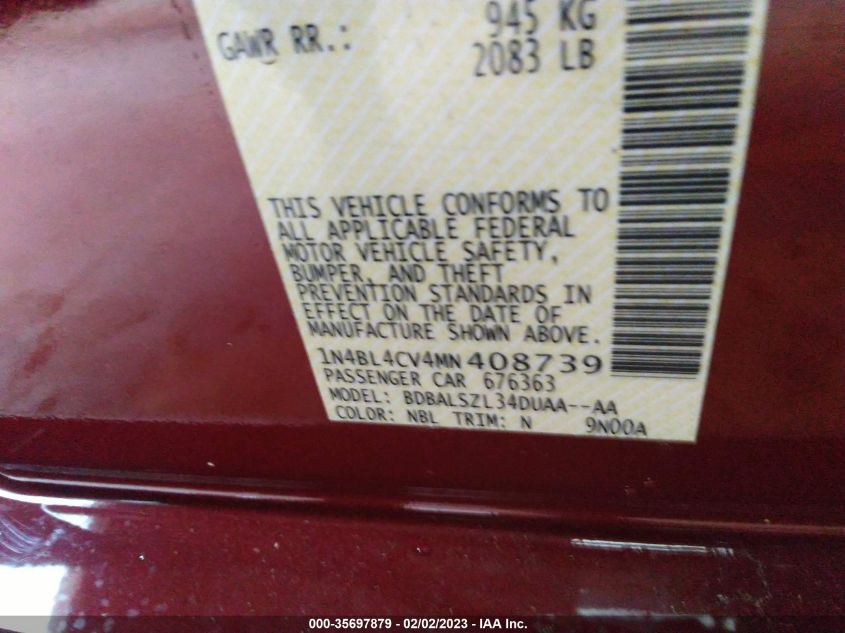 945 KG
GAWR RR.: 2083 LB
THIS VEHICLE CONFORMS TO
ALL APPLICABLE FEDERAL
MOTOR VEHICLE SAFETY,
BUMPER, AND THEFT
PREVENTION STANDARDS IN
EFFECT ON THE DATE OF
MANUFACTURE SHOWN ABOVE.
1N4BL4CV4MN408739
PASSENGER CAR 676363
MODEL: BDBALSZL34DUAA--AA
COLOR: NBL TRIM: N 9N00A
000-35697879 - 02/02/2023 - IAA Inc.